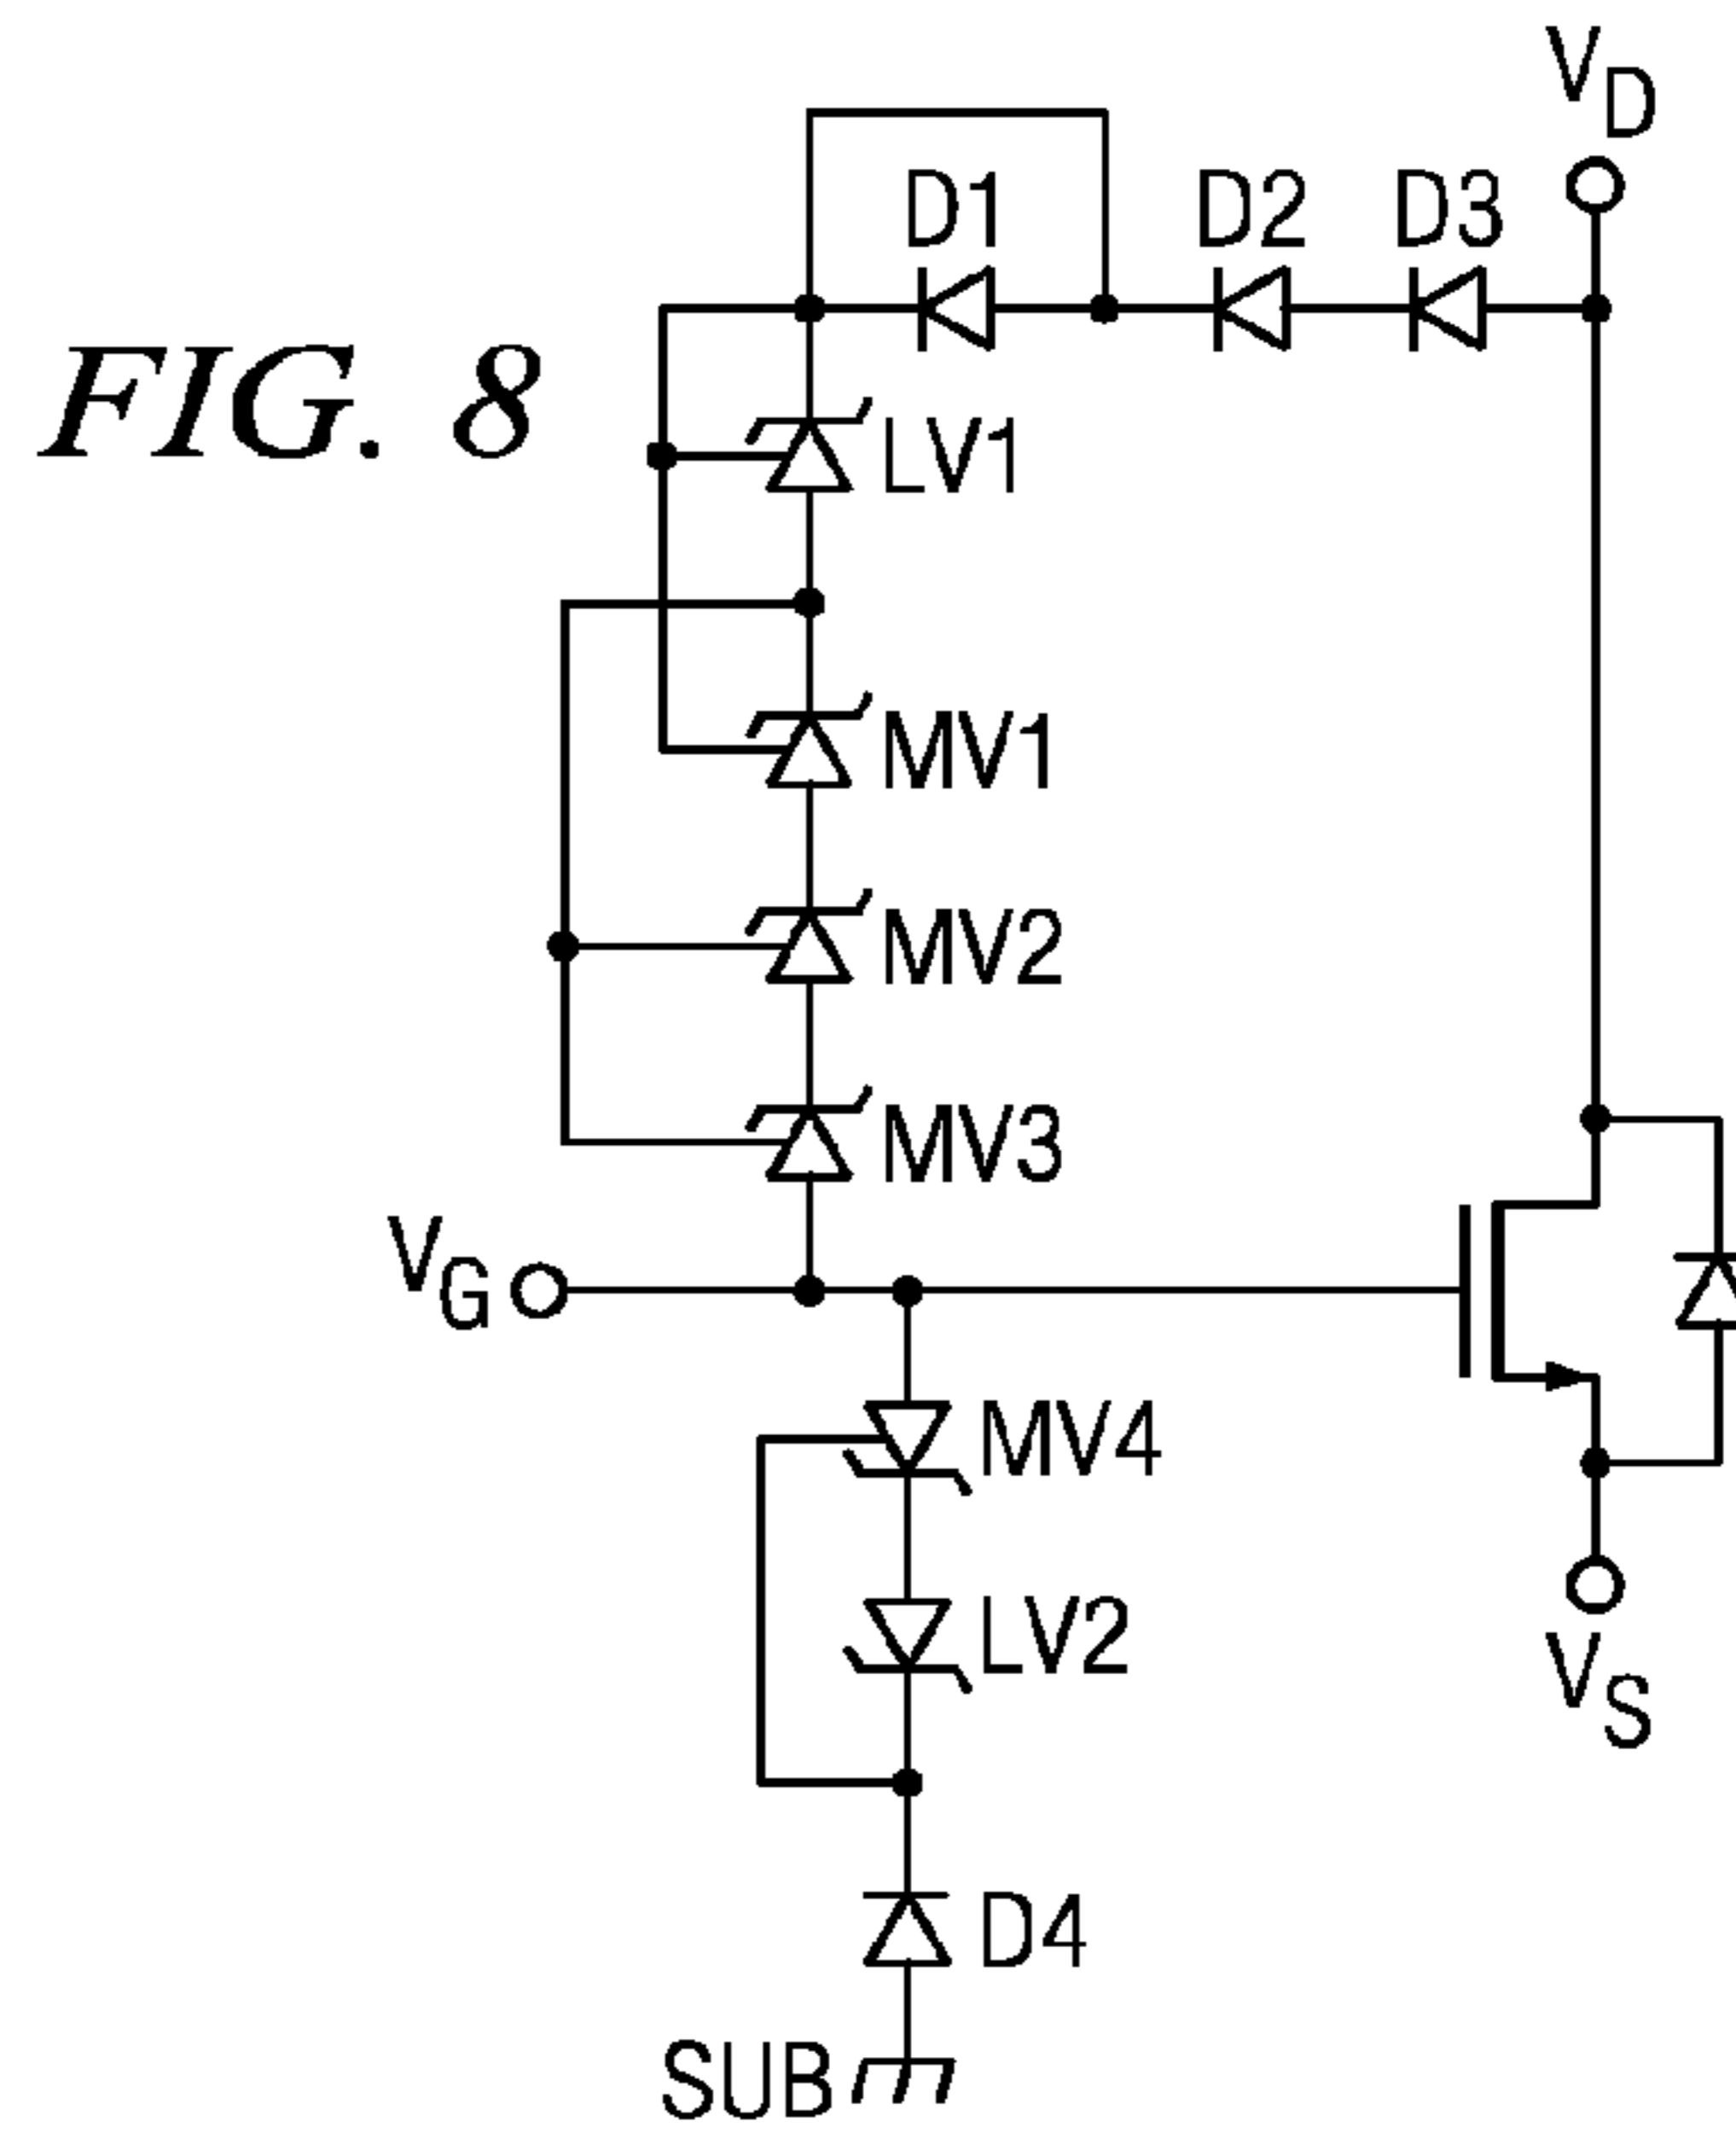 V_D
D1 D2 D3
FIG. 8
LV1
MV1
MV2
MV3
V_G
MV4
LV2
V_S
D4
SUB